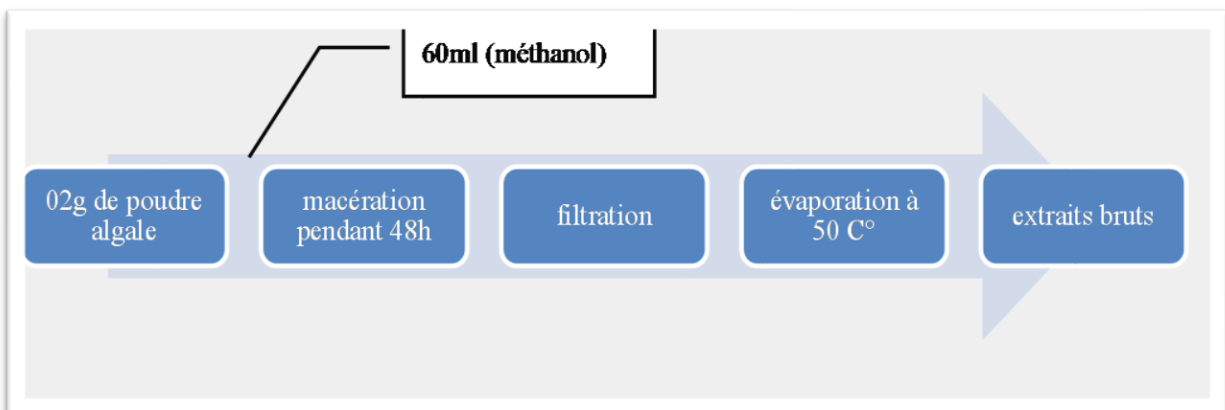 60ml (méthanol)
02g de poudre
algale
macération
pendant 48h
filtration
évaporation à
50 C°
extraits bruts